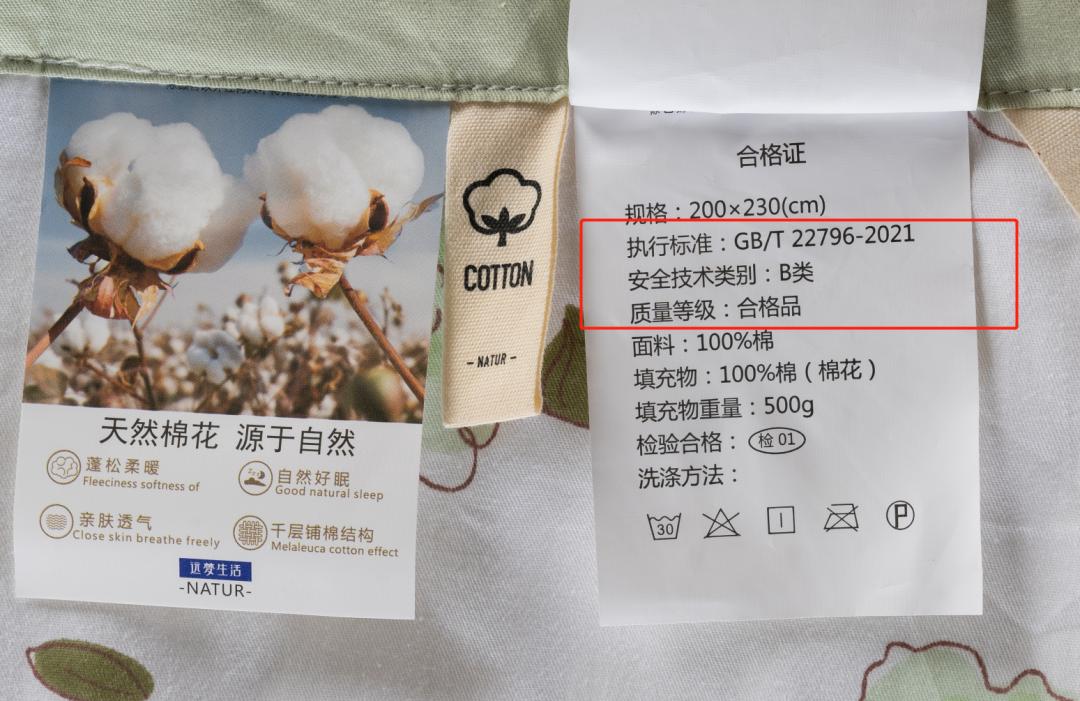 天然棉花 源于自然
蓬松柔暖
Fleeciness softness of
自然好眠
Good natural sleep
亲肤透气
Close skin breathe freely
千层铺棉结构
Melaleuca cotton effect
远梦生活
-NATUR-
COTTON
- NATUR -
合格证
规格：200×230(cm)
执行标准：GB/T 22796-2021
安全技术类别：B类
质量等级：合格品
面料：100%棉
填充物：100%棉（棉花）
填充物重量：500g
检验合格：检 01
洗涤方法：
30
P